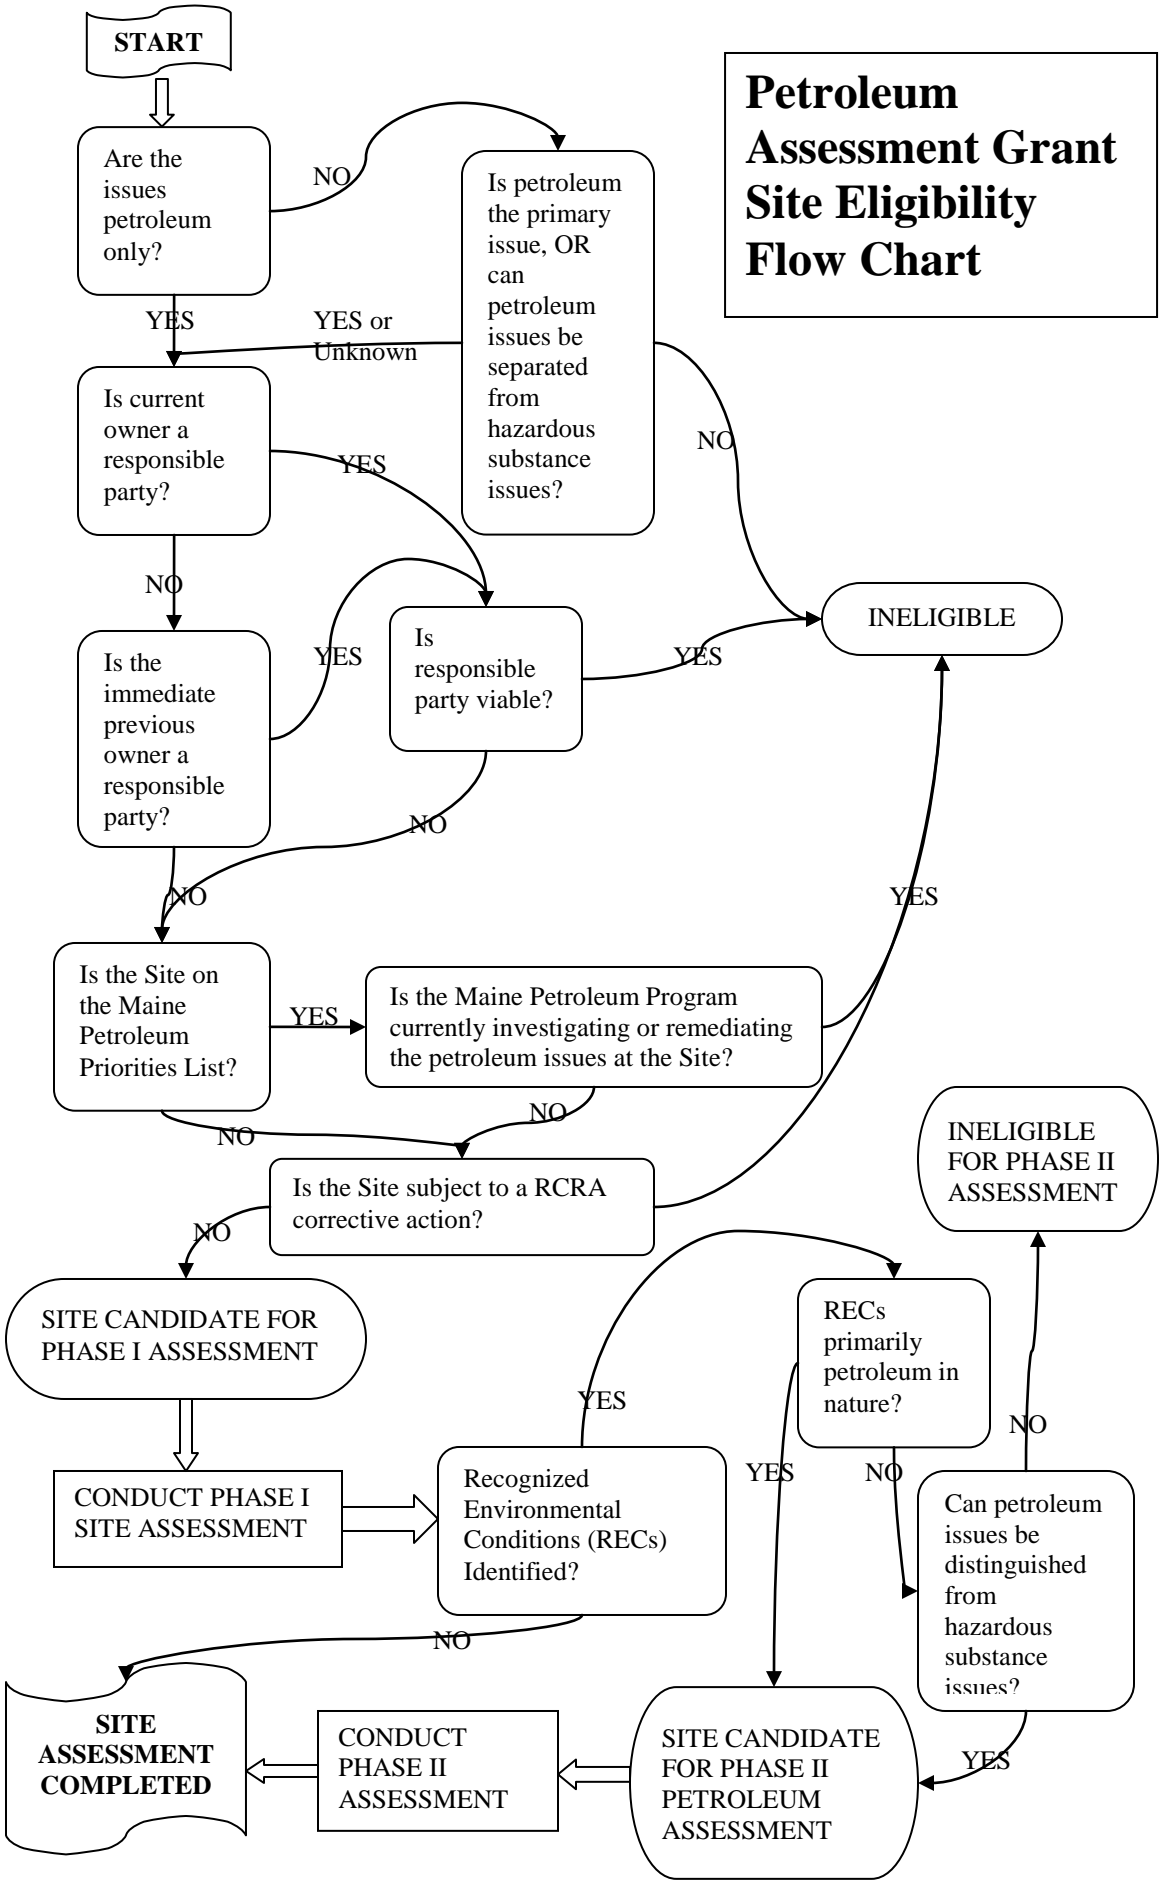 START
Petroleum
Assessment Grant
Site Eligibility
Flow Chart
Are the
issues
petroleum
only?
NO
Is petroleum
the primary
issue, OR
can
petroleum
issues be
separated
from
hazardous
substance
issues?
YES
YES or
Unknown
Is current
owner a
responsible
party?
YES
NO
NO
Is the
immediate
previous
owner a
responsible
party?
YES
Is
responsible
party viable?
YES
INELIGIBLE
NO
NO
YES
Is the Site on
the Maine
Petroleum
Priorities List?
YES
Is the Maine Petroleum Program
currently investigating or remediating
the petroleum issues at the Site?
NO
NO
Is the Site subject to a RCRA
corrective action?
INELIGIBLE
FOR PHASE II
ASSESSMENT
NO
SITE CANDIDATE FOR
PHASE I ASSESSMENT
RECs
primarily
petroleum in
nature?
YES
NO
CONDUCT PHASE I
SITE ASSESSMENT
Recognized
Environmental
Conditions (RECs)
Identified?
YES
NO
Can petroleum
issues be
distinguished
from
hazardous
substance
issues?
NO
SITE
ASSESSMENT
COMPLETED
CONDUCT
PHASE II
ASSESSMENT
SITE CANDIDATE
FOR PHASE II
PETROLEUM
ASSESSMENT
YES